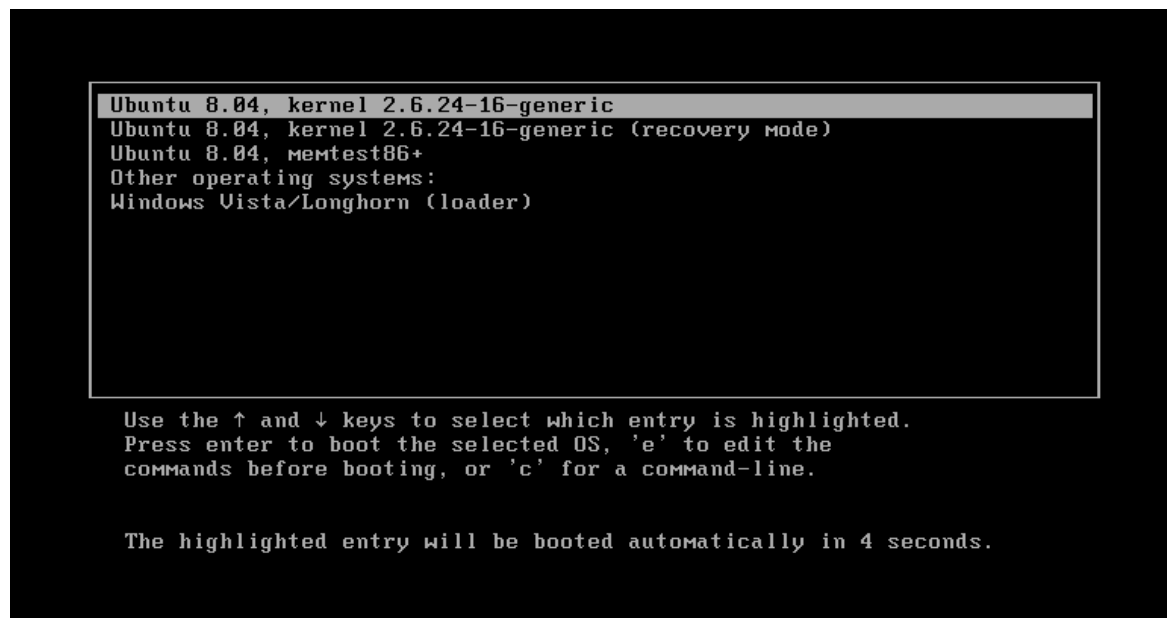 Ubuntu 8.04, kernel 2.6.24-16-generic
Ubuntu 8.04, kernel 2.6.24-16-generic (recovery mode)
Ubuntu 8.04, memtest86+
Other operating systems:
Windows Vista/Longhorn (loader)
Use the ↑ and ↓ keys to select which entry is highlighted.
Press enter to boot the selected OS, 'e' to edit the
commands before booting, or 'c' for a command-line.
The highlighted entry will be booted automatically in 4 seconds.